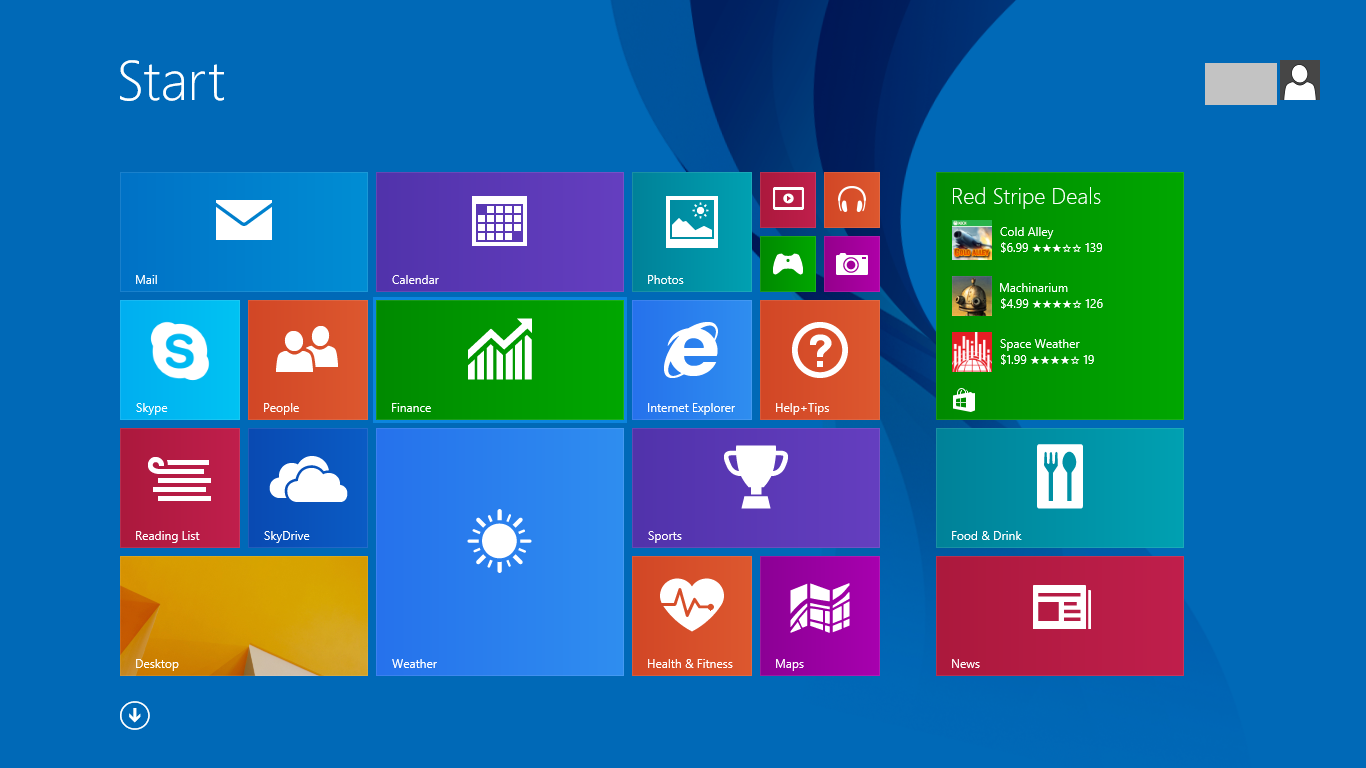 Start
Mail
Calendar
Photos
Skype
People
Finance
Internet Explorer
Help+Tips
Reading List
SkyDrive
Weather
Sports
Desktop
Health & Fitness
Maps
Red Stripe Deals
Cold Alley
$6.99 ★★★☆☆ 139
Machinarium
$4.99 ★★★★☆ 126
Space Weather
$1.99 ★★★★☆ 19
Food & Drink
News